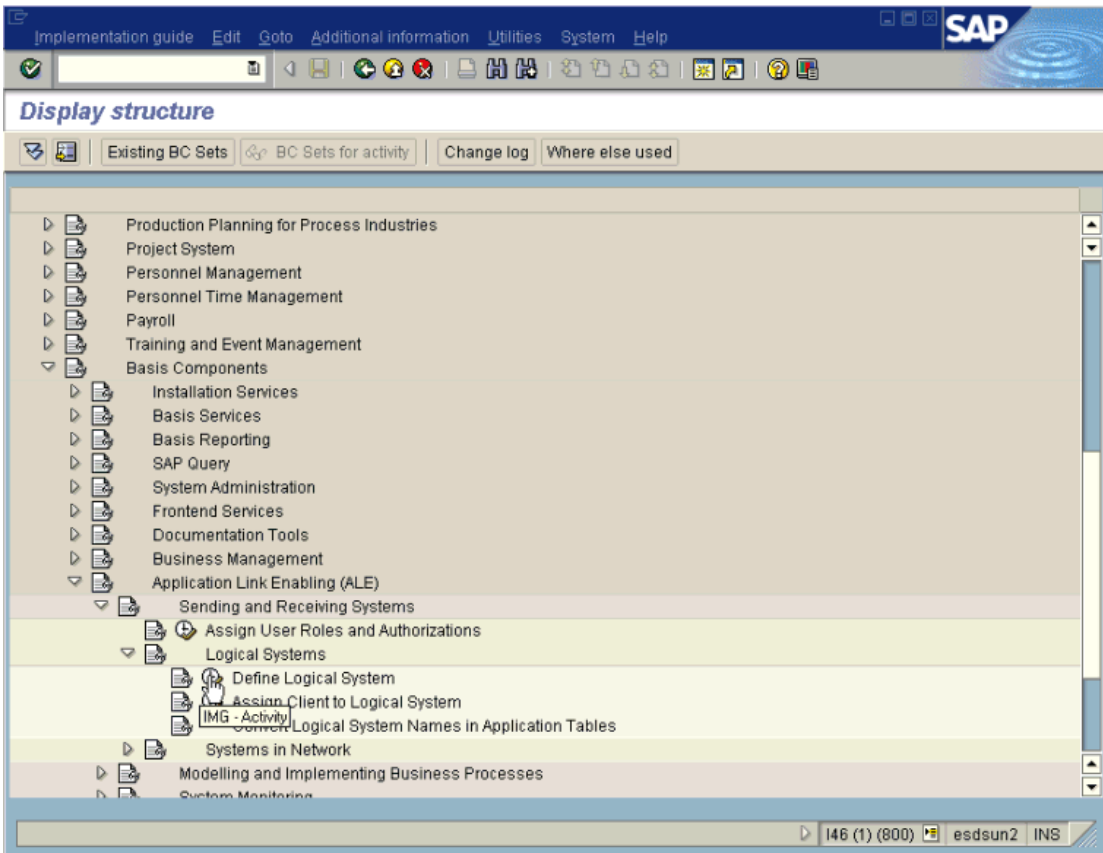 Implementation guide Edit Goto Additional information Utilities System Help
SAP
Display structure
Existing BC Sets BC Sets for activity Change log Where else used
Production Planning for Process Industries
Project System
Personnel Management
Personnel Time Management
Payroll
Training and Event Management
Basis Components
Installation Services
Basis Services
Basis Reporting
SAP Query
System Administration
Frontend Services
Documentation Tools
Business Management
Application Link Enabling (ALE)
Sending and Receiving Systems
Assign User Roles and Authorizations
Logical Systems
Define Logical System
Assign Client to Logical System
IMG - Activity
Convert Logical System Names in Application Tables
Systems in Network
Modelling and Implementing Business Processes
System Monitoring
I46 (1) (800) esdsun2 INS